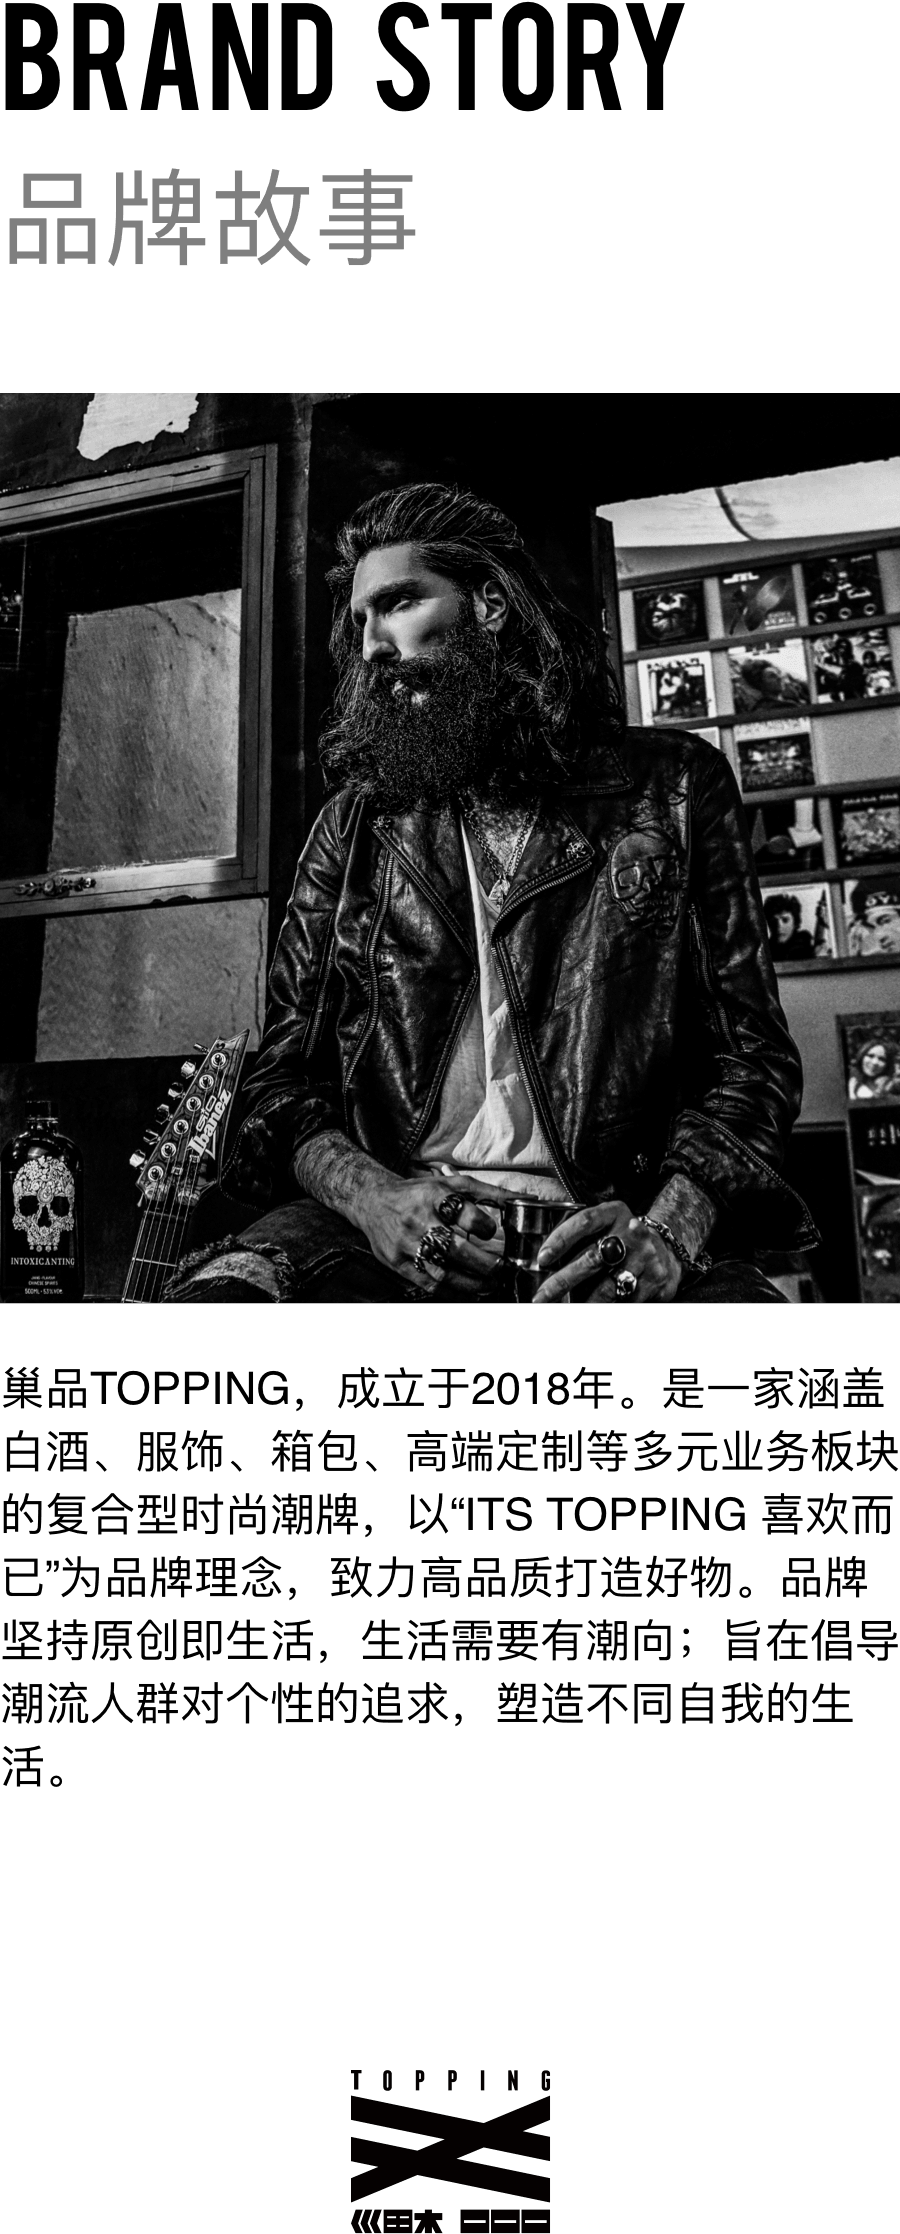 BRAND STORY
品牌故事
Ibanez
INTOXICANTING
500ML·53%VOL
巢品TOPPING，成立于2018年。是一家涵盖
白酒、服饰、箱包、高端定制等多元业务板块
的复合型时尚潮牌，以“ITS TOPPING 喜欢而
已”为品牌理念，致力高品质打造好物。品牌
坚持原创即生活，生活需要有潮向；旨在倡导
潮流人群对个性的追求，塑造不同自我的生
活。
TOPPING
巢品